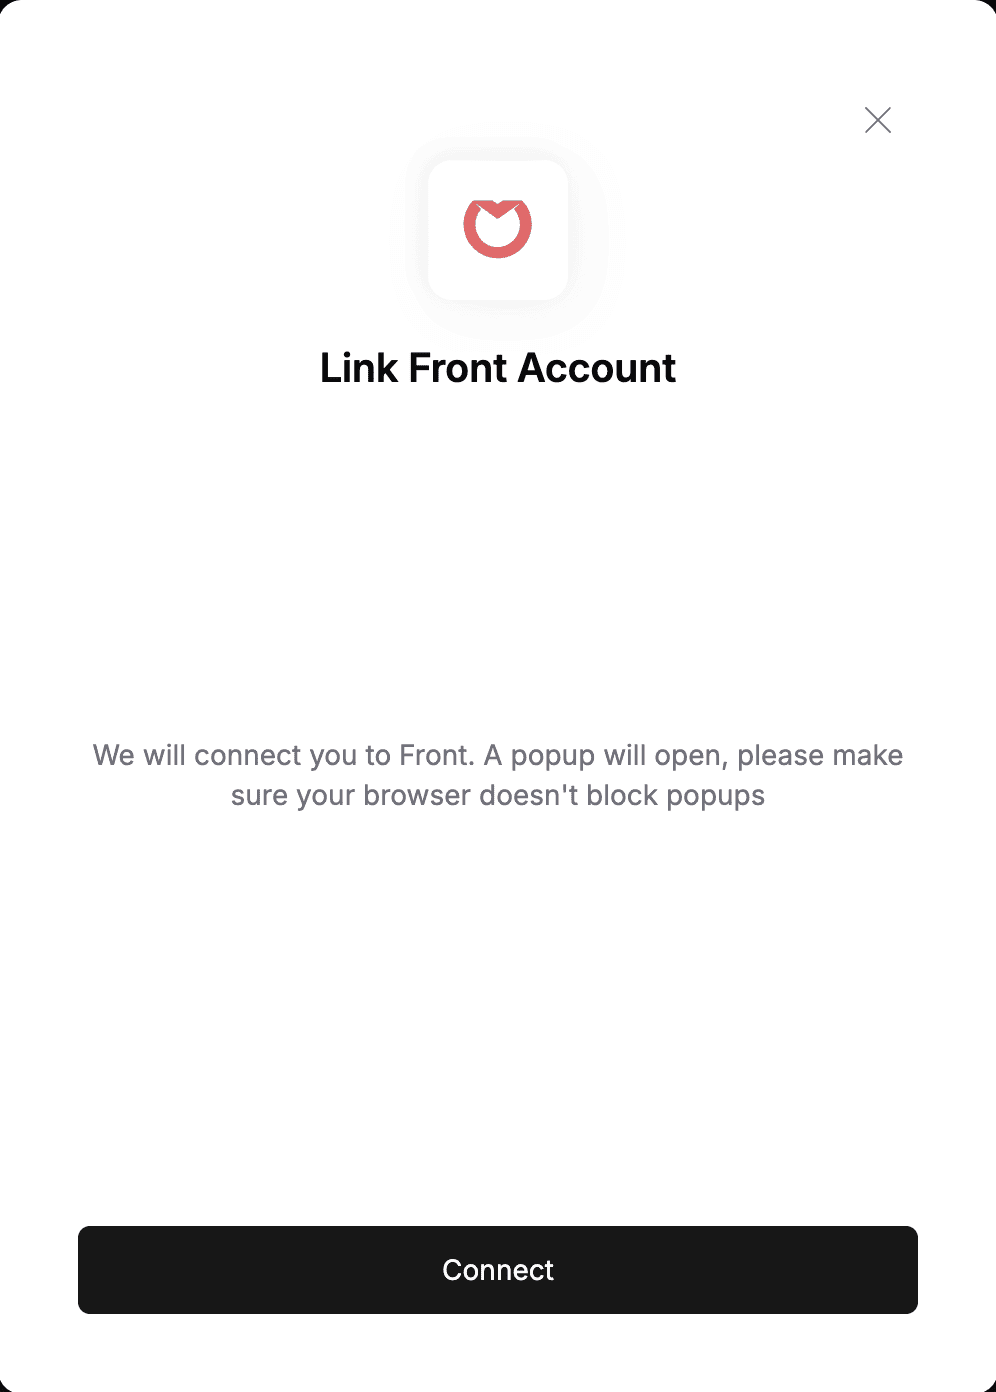 Link Front Account
We will connect you to Front. A popup will open, please make
sure your browser doesn't block popups
Connect